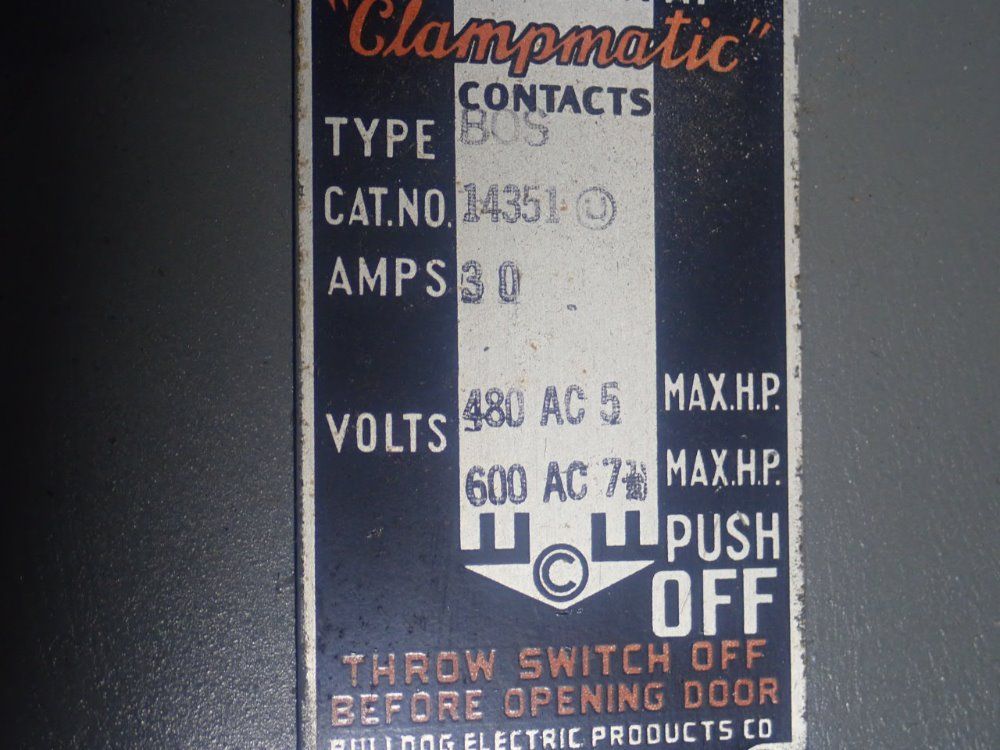 "Clampmatic"
CONTACTS
TYPE BOS
CAT.NO. 14351 U
AMPS 30
VOLTS 480 AC 5 MAX.H.P.
600 AC 7½ MAX.H.P.
PUSH
©
OFF
THROW SWITCH OFF
BEFORE OPENING DOOR
BULLDOG ELECTRIC PRODUCTS CO